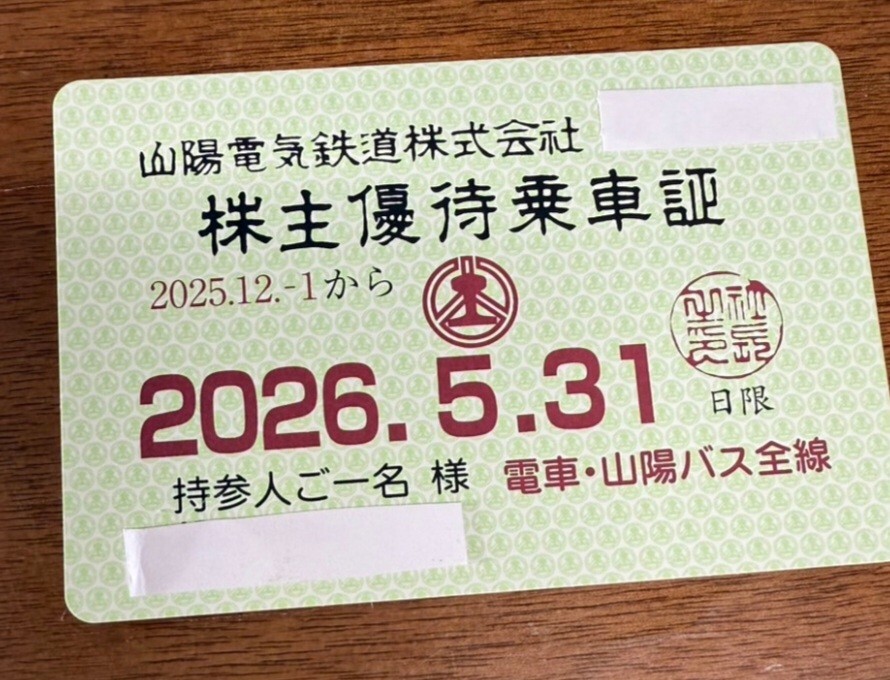 山陽電気鉄道株式会社
株主優待乗車証
2025.12.-1から
2026.5.31
日限
持参人ご一名 様
電車・山陽バス全線